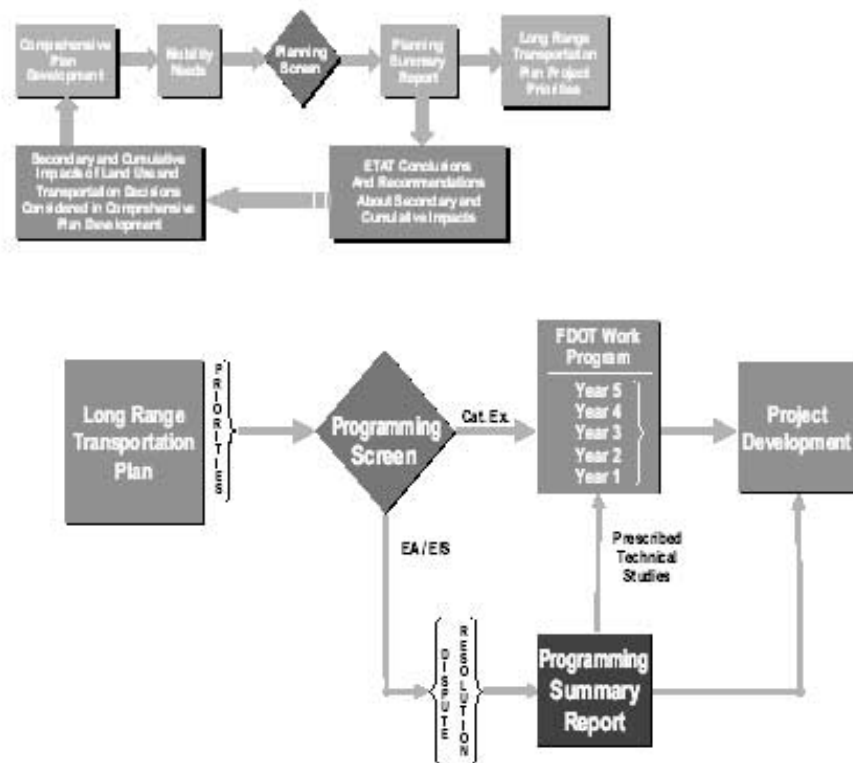 Comprehensive
Plan
Development
Mobility
Needs
Planning
Screen
Planning
Summary
Report
Long Range
Transportation
Plan Project
Priorities
Secondary and Cumulative
Impacts of Land Use and
Transportation Decisions
Considered in Comprehensive
Plan Development
ETAT Conclusions
And Recommendations
About Secondary and
Cumulative Impacts
Long Range
Transportation
Plan
PRIORITIES
Programming
Screen
Cat. Ex.
FDOT Work
Program
Year 5
Year 4
Year 3
Year 2
Year 1
Project
Development
EA / EIS
Prescribed
Technical
Studies
DISPUTE
RESOLUTION
Programming
Summary
Report